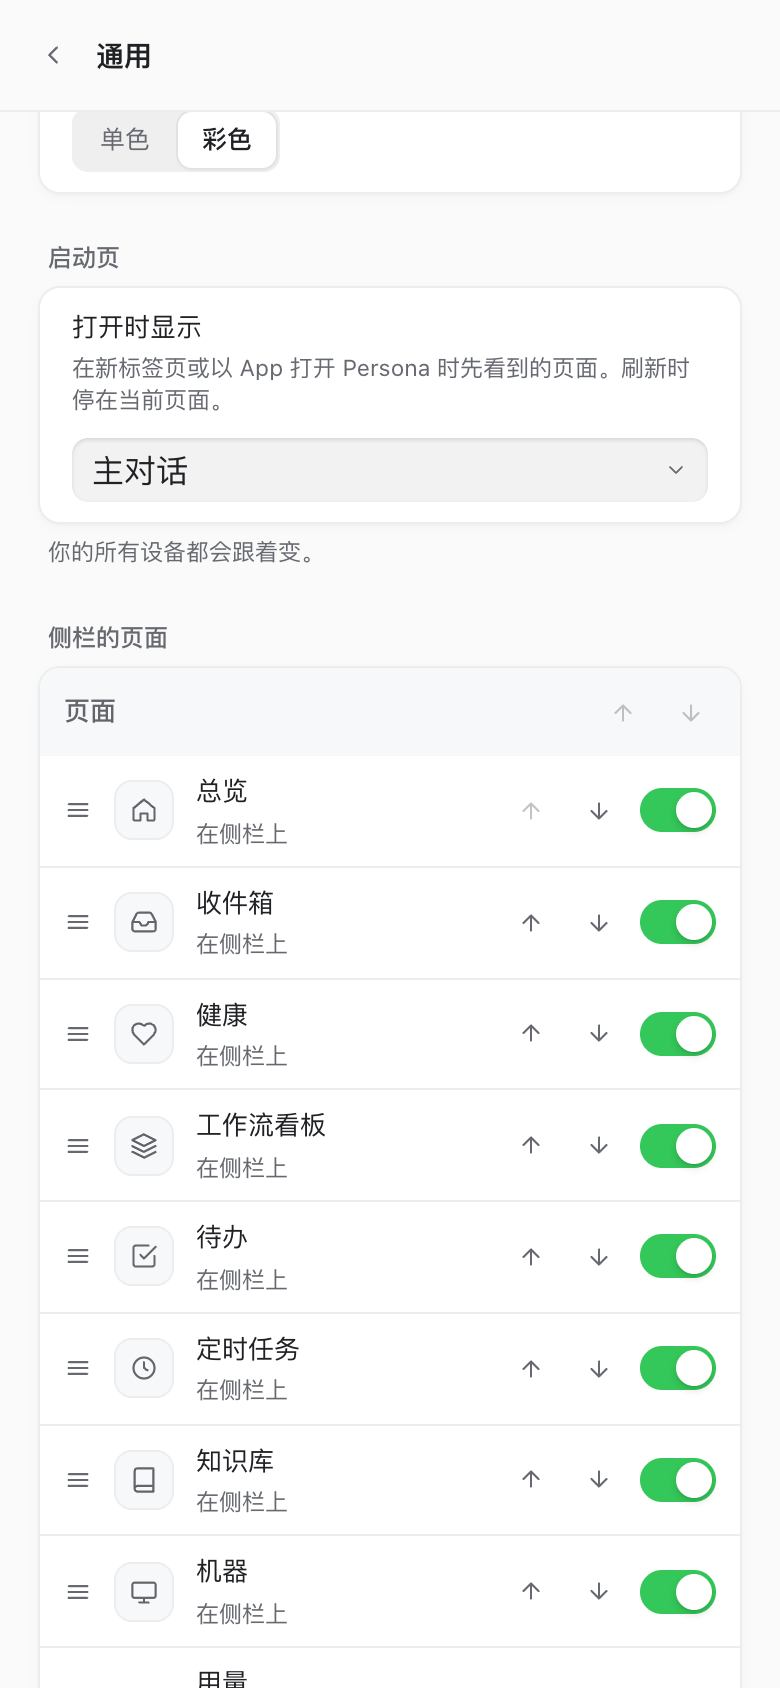 通用
单色
彩色
启动页
打开时显示
在新标签页或以 App 打开 Persona 时先看到的页面。刷新时
停在当前页面。
主对话
你的所有设备都会跟着变。
侧栏的页面
页面
总览
在侧栏上
收件箱
在侧栏上
健康
在侧栏上
工作流看板
在侧栏上
待办
在侧栏上
定时任务
在侧栏上
知识库
在侧栏上
机器
在侧栏上
用量